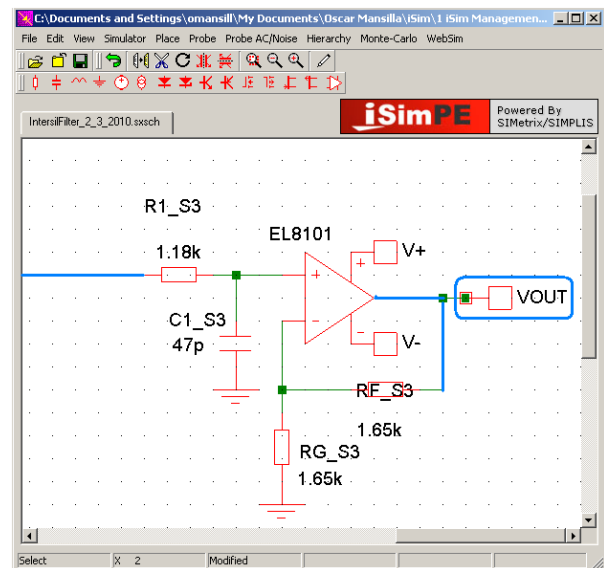 C:\Documents and Settings\omansill\My Documents\Oscar Mansilla\iSim\1 iSim Managemen...
File Edit View Simulator Place Probe Probe AC/Noise Hierarchy Monte-Carlo WebSim
IntersilFilter_2_3_2010.sxsch
iSimPE
Powered By
SIMetrix/SIMPLIS
R1_S3
1.18k
EL8101
V+
VOUT
C1_S3
47p
V-
RF_S3
1.65k
RG_S3
1.65k
Select X 2 Modified